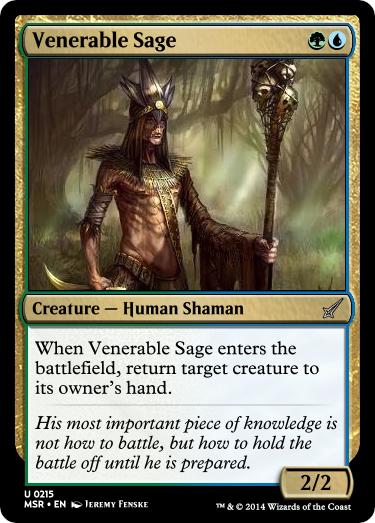 Venerable Sage
Creature — Human Shaman
When Venerable Sage enters the
battlefield, return target creature to
its owner's hand.
His most important piece of knowledge is
not how to battle, but how to hold the
battle off until he is prepared.
2/2
U 0215
MSR • EN Jeremy Fenske
™ & © 2014 Wizards of the Coast